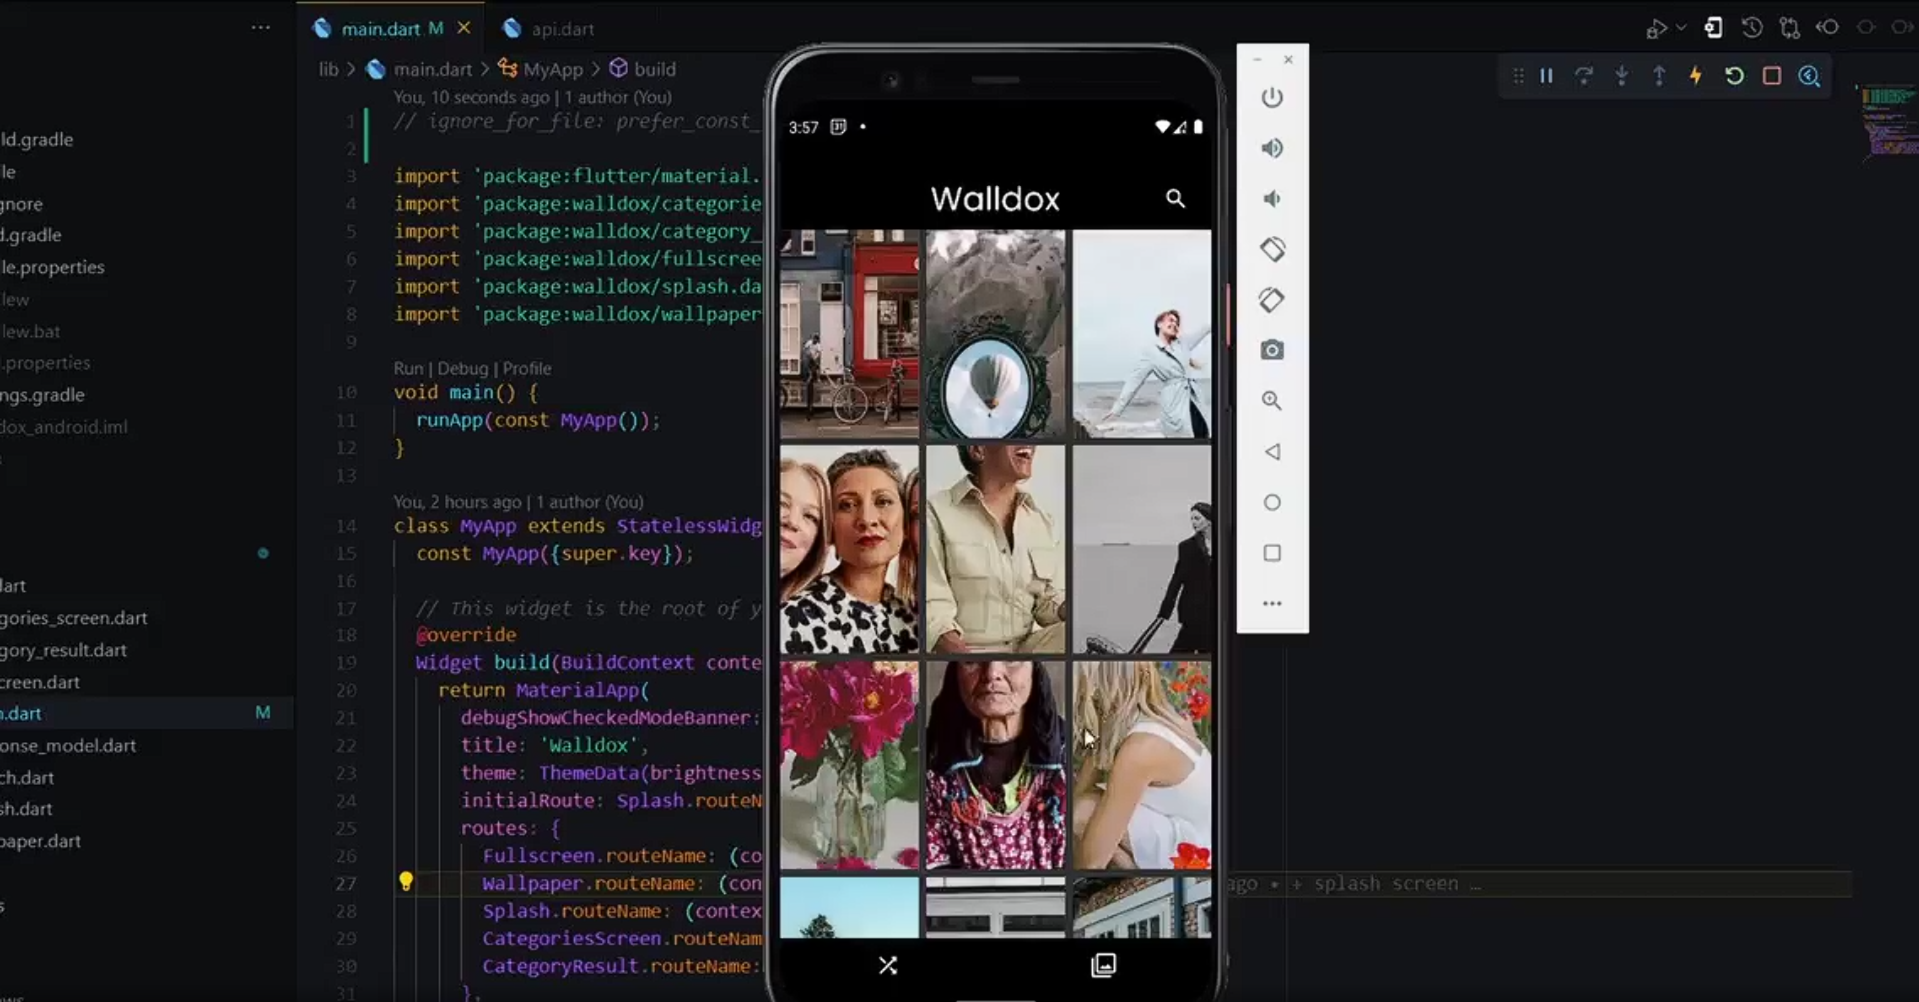 main.dart M
api.dart
lib > main.dart > MyApp > build
You, 10 seconds ago | 1 author (You)
1 // ignore_for_file: prefer_const_
2
3 import 'package:flutter/material.
4 import 'package:walldox/categorie
5 import 'package:walldox/category_
6 import 'package:walldox/fullscree
7 import 'package:walldox/splash.da
8 import 'package:walldox/wallpaper
9
Run | Debug | Profile
10 void main() {
11 runApp(const MyApp());
12 }
13
You, 2 hours ago | 1 author (You)
14 class MyApp extends StatelessWidg
15 const MyApp({super.key});
16
17 // This widget is the root of y
18 @override
19 Widget build(BuildContext conte
20 return MaterialApp(
21 debugShowCheckedModeBanner:
22 title: 'Walldox',
23 theme: ThemeData(brightness
24 initialRoute: Splash.routeN
25 routes: {
26 Fullscreen.routeName: (co
27 Wallpaper.routeName: (con
28 Splash.routeName: (contex
29 CategoriesScreen.routeNam
30 CategoryResult.routeName:
31 },
ago • + splash screen …
ld.gradle
le
gnore
d.gradle
le.properties
lew
lew.bat
.properties
ngs.gradle
dox_android.iml
dart
gories_screen.dart
gory_result.dart
creen.dart
n.dart M
onse_model.dart
ch.dart
sh.dart
paper.dart
s
3:57 31
Walldox